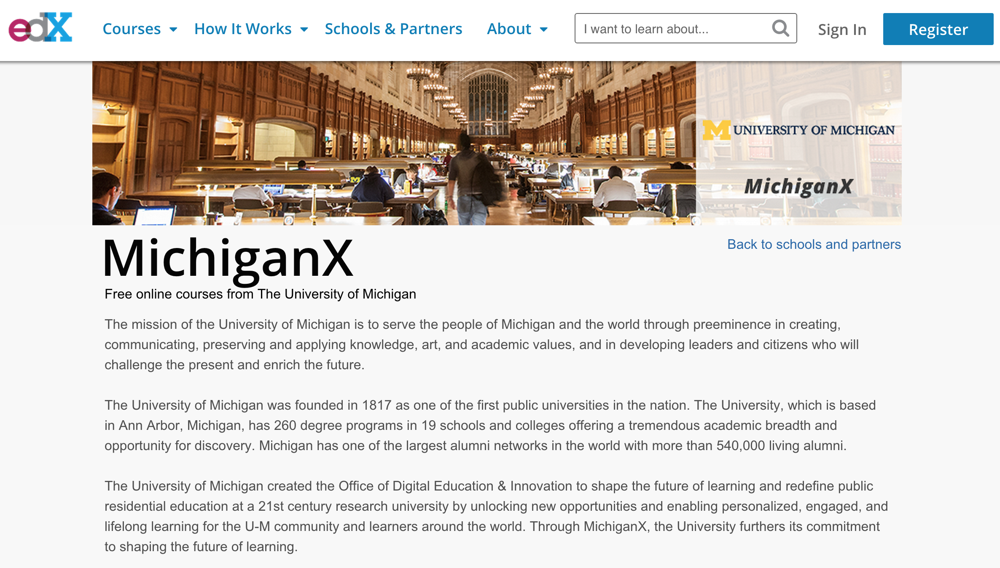 edX
Courses
How It Works
Schools & Partners
About
I want to learn about...
Sign In
Register
M UNIVERSITY OF MICHIGAN
M
MichiganX
MichiganX
Back to schools and partners
Free online courses from The University of Michigan
The mission of the University of Michigan is to serve the people of Michigan and the world through preeminence in creating,
communicating, preserving and applying knowledge, art, and academic values, and in developing leaders and citizens who will
challenge the present and enrich the future.
The University of Michigan was founded in 1817 as one of the first public universities in the nation. The University, which is based
in Ann Arbor, Michigan, has 260 degree programs in 19 schools and colleges offering a tremendous academic breadth and
opportunity for discovery. Michigan has one of the largest alumni networks in the world with more than 540,000 living alumni.
The University of Michigan created the Office of Digital Education & Innovation to shape the future of learning and redefine public
residential education at a 21st century research university by unlocking new opportunities and enabling personalized, engaged, and
lifelong learning for the U-M community and learners around the world. Through MichiganX, the University furthers its commitment
to shaping the future of learning.